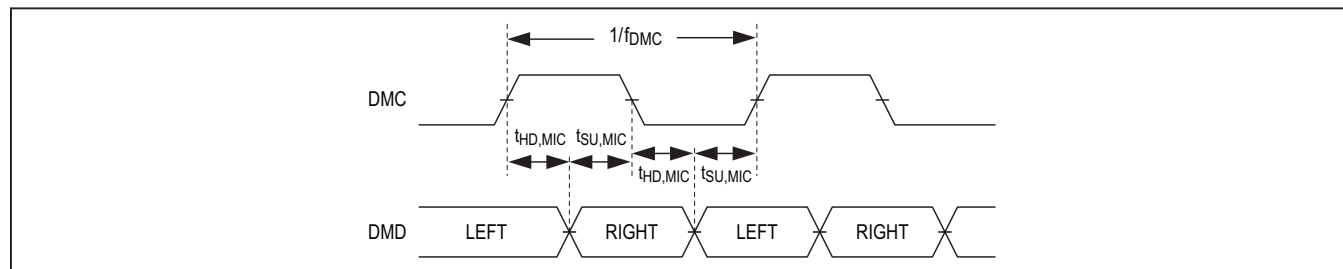 1/fDMC
DMC
tHD,MIC tSU,MIC
tHD,MIC tSU,MIC
DMD LEFT RIGHT LEFT RIGHT